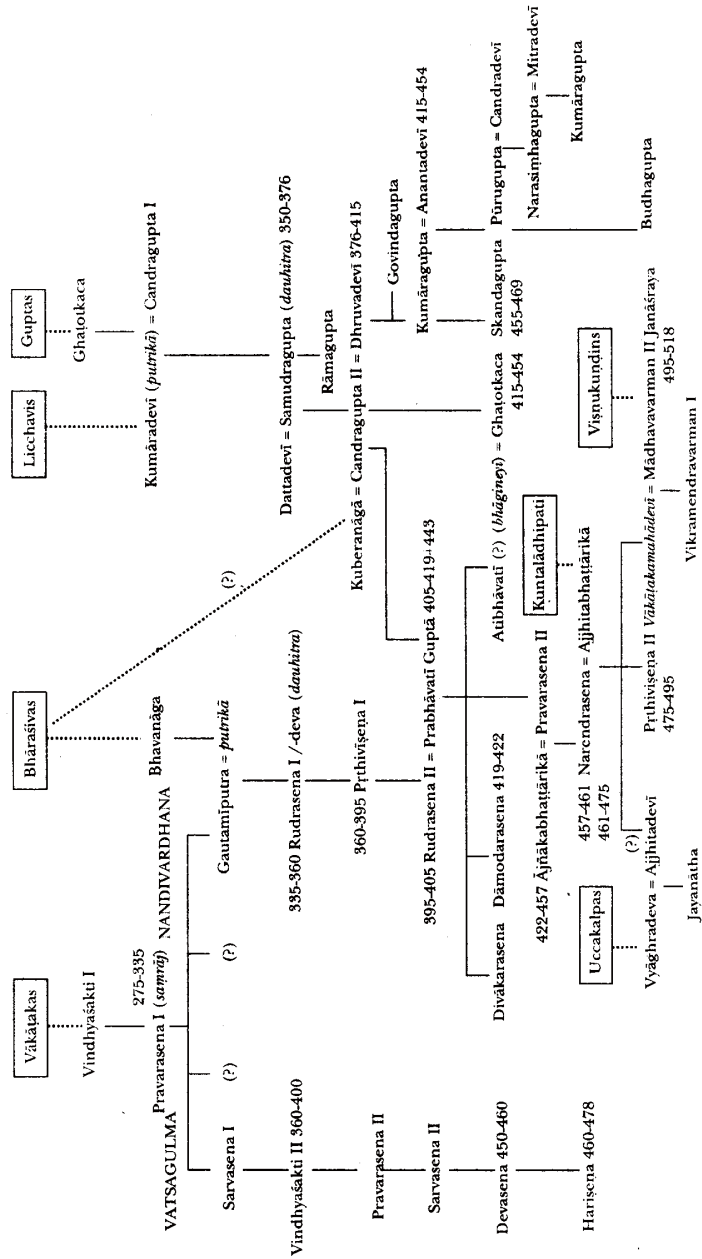 Vākāṭakas
Bhāraśivas
Licchavis
Guptas
Vindhyaśakti I
Ghaṭotkaca
VATSAGULMA
Pravarasena I (samrāj)
275-335
NANDIVARDHANA
Bhavanāga
(?)
Kumāradevī (putrikā) = Candragupta I
Sarvasena I
(?)
(?)
Gautamīputra = putrikā
Vindhyaśakti II 360-400
335-360 Rudrasena I /-deva (dauhitra)
Dattadevī = Samudragupta (dauhitra) 350-376
Rāmagupta
Pravarasena II
360-395 Pṛthivīṣeṇa I
Kuberanāgā = Candragupta II = Dhruvadevī 376-415
Govindagupta
Sarvasena II
395-405 Rudrasena II = Prabhāvatī Guptā 405-419+443
Kumāragupta = Anantadevī 415-454
Devasena 450-460
Divākarasena
Dāmodarasena 419-422
Atibhāvatī (?) (bhāgineyī) = Ghaṭotkaca
415-454
Skandagupta
455-469
Pūrugupta = Candradevī
422-457 Ājñākabhaṭṭārikā = Pravarasena II
Kuntalādhipati
Narasiṃhagupta = Mitradevī
Hariṣeṇa 460-478
457-461 Narendrasena = Ajjhitabhaṭṭārikā
461-475
Viṣṇukuṇḍins
Kumāragupta
Uccakalpas
(?)
Vyāghradeva = Ajjhitadevī
Pṛthiviṣeṇa II
475-495
Vākāṭakamahādevī = Mādhavavarman II Janāśraya
495-518
Budhagupta
Jayanātha
Vikramendravarman I